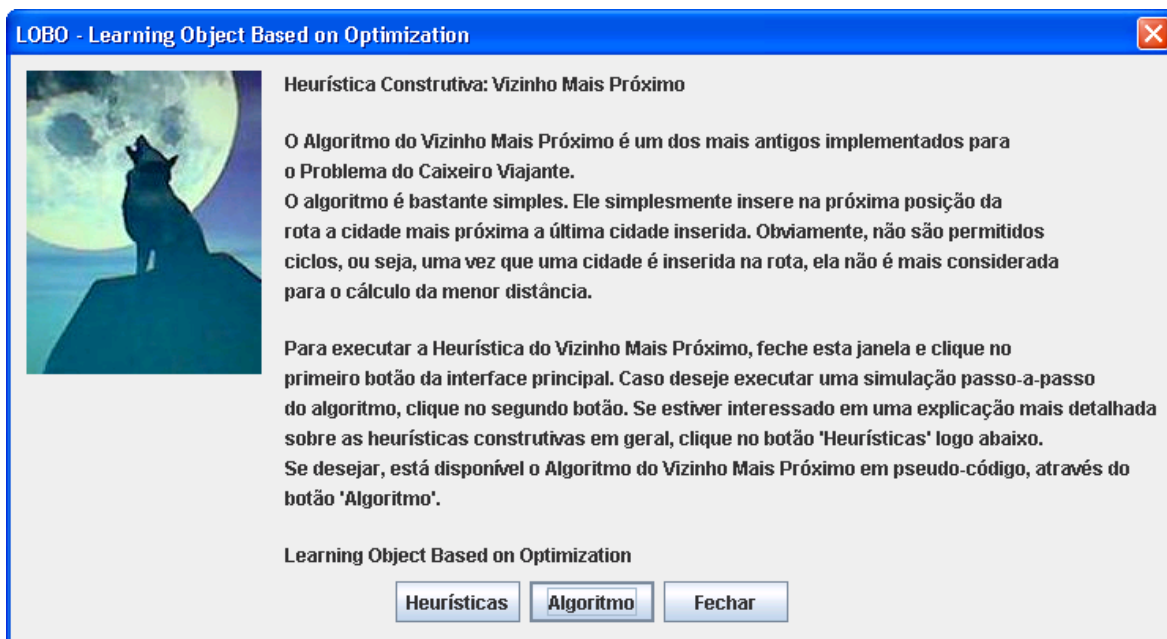 LOBO - Learning Object Based on Optimization
Heurística Construtiva: Vizinho Mais Próximo
O Algoritmo do Vizinho Mais Próximo é um dos mais antigos implementados para
o Problema do Caixeiro Viajante.
O algoritmo é bastante simples. Ele simplesmente insere na próxima posição da
rota a cidade mais próxima a última cidade inserida. Obviamente, não são permitidos
ciclos, ou seja, uma vez que uma cidade é inserida na rota, ela não é mais considerada
para o cálculo da menor distância.
Para executar a Heurística do Vizinho Mais Próximo, feche esta janela e clique no
primeiro botão da interface principal. Caso deseje executar uma simulação passo-a-passo
do algoritmo, clique no segundo botão. Se estiver interessado em uma explicação mais detalhada
sobre as heurísticas construtivas em geral, clique no botão 'Heurísticas' logo abaixo.
Se desejar, está disponível o Algoritmo do Vizinho Mais Próximo em pseudo-código, através do
botão 'Algoritmo'.
Learning Object Based on Optimization
Heurísticas Algoritmo Fechar